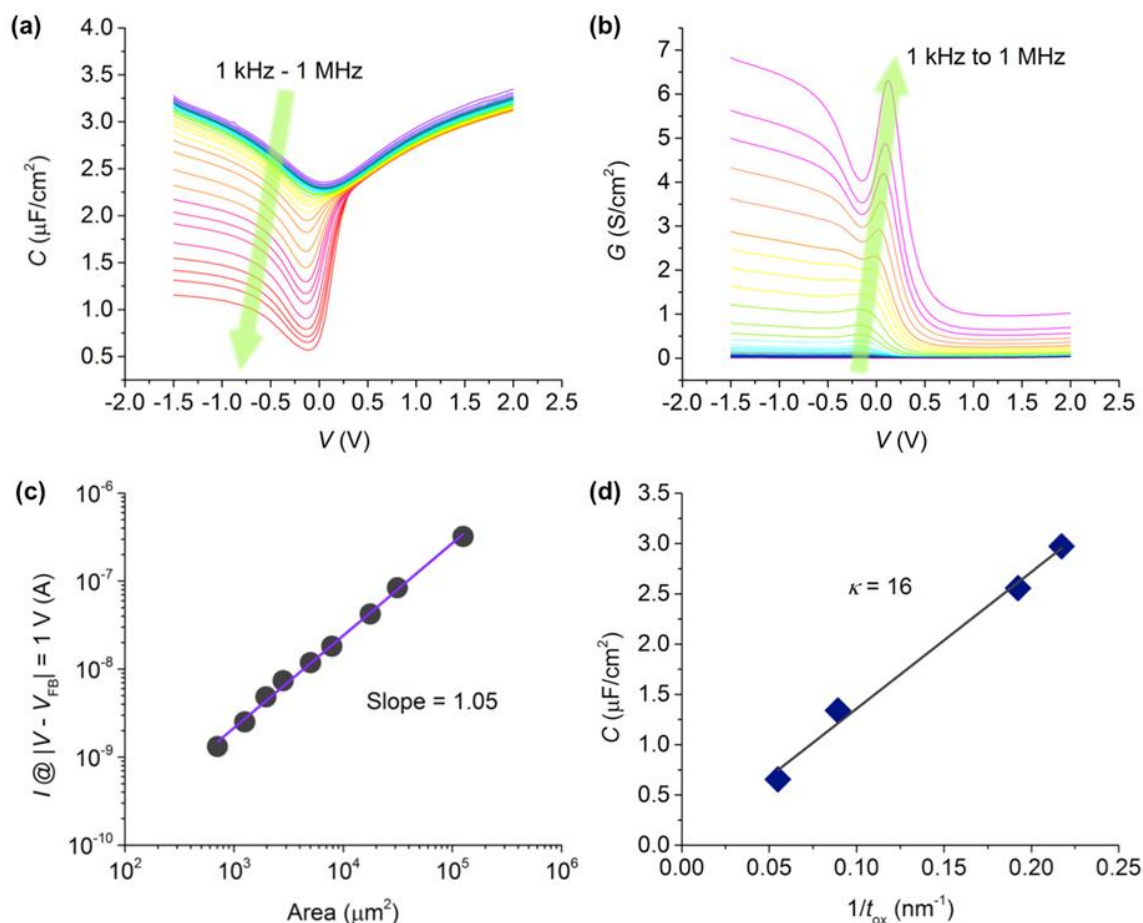 (a)
4.0
3.5
3.0
2.5
2.0
1.5
1.0
0.5
C (μF/cm²)
1 kHz - 1 MHz
-2.0 -1.5 -1.0 -0.5 0.0 0.5 1.0 1.5 2.0 2.5
V (V)
(b)
7
6
5
4
3
2
1
0
G (S/cm²)
1 kHz to 1 MHz
-2.0 -1.5 -1.0 -0.5 0.0 0.5 1.0 1.5 2.0 2.5
V (V)
(c)
10⁻⁶
10⁻⁷
10⁻⁸
10⁻⁹
10⁻¹⁰
I @ |V - V_FB| = 1 V (A)
Slope = 1.05
10² 10³ 10⁴ 10⁵ 10⁶
Area (μm²)
(d)
3.5
3.0
2.5
2.0
1.5
1.0
0.5
0.0
C (μF/cm²)
κ = 16
0.00 0.05 0.10 0.15 0.20 0.25
1/t_ox (nm⁻¹)